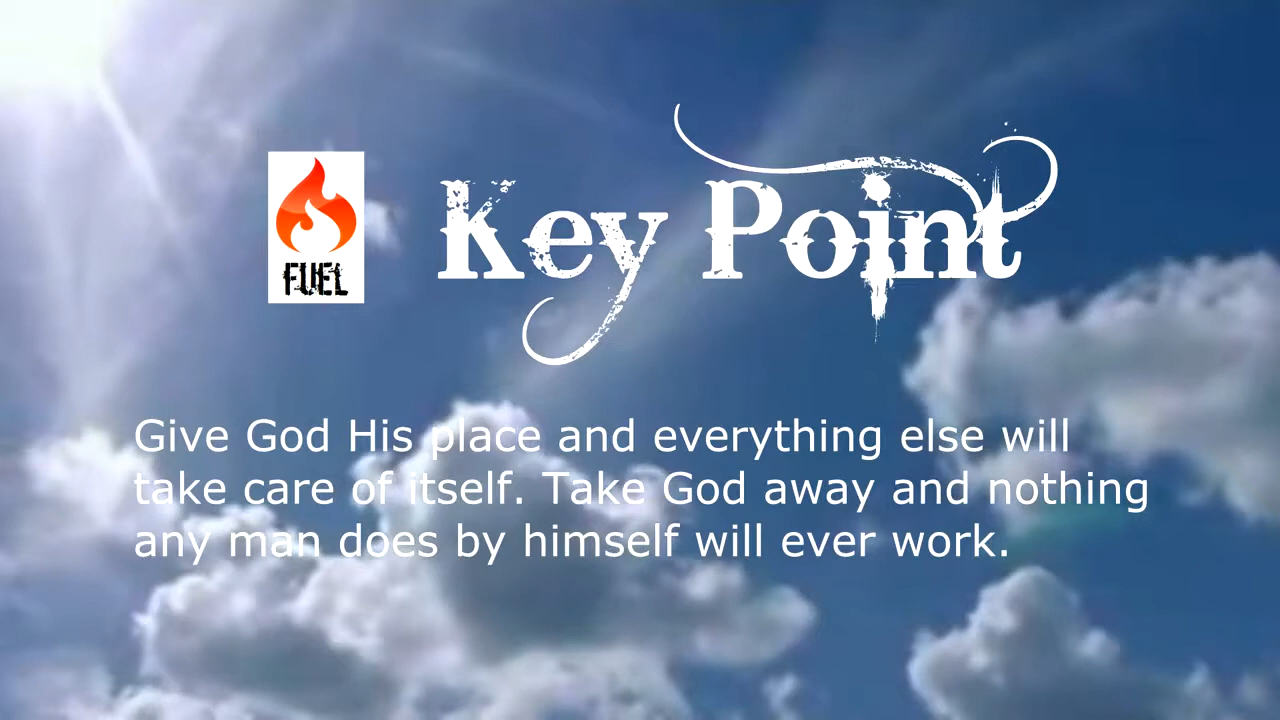 FUEL
Key Point
Give God His place and everything else will
take care of itself. Take God away and nothing
any man does by himself will ever work.